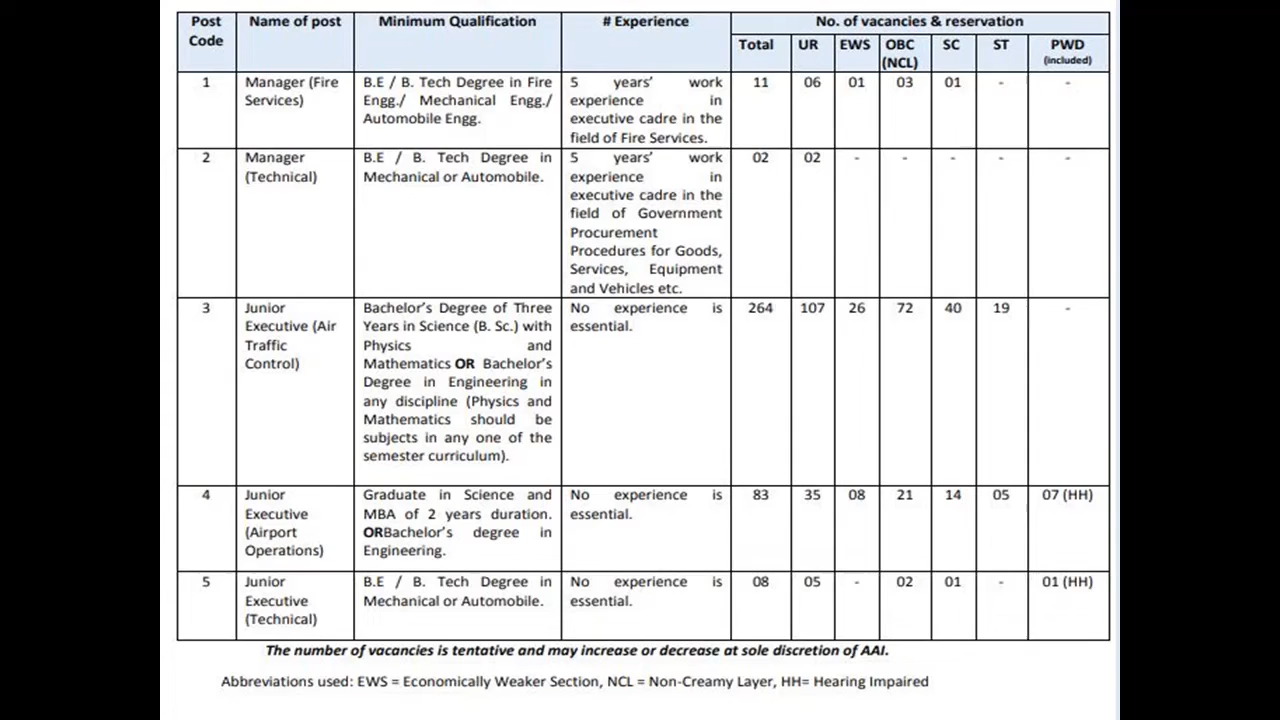 Post Code
Name of post
Minimum Qualification
# Experience
No. of vacancies & reservation
Total
UR
EWS
OBC (NCL)
SC
ST
PWD (included)
1
Manager (Fire
Services)
B.E / B. Tech Degree in Fire
Engg./ Mechanical Engg./
Automobile Engg.
5 years’ work
experience in
executive cadre in the
field of Fire Services.
11
06
01
03
01
-
-
2
Manager
(Technical)
B.E / B. Tech Degree in
Mechanical or Automobile.
5 years’ work
experience in
executive cadre in the
field of Government
Procurement
Procedures for Goods,
Services, Equipment
and Vehicles etc.
02
02
-
-
-
-
-
3
Junior
Executive (Air
Traffic
Control)
Bachelor’s Degree of Three
Years in Science (B. Sc.) with
Physics and
Mathematics OR Bachelor’s
Degree in Engineering in
any discipline (Physics and
Mathematics should be
subjects in any one of the
semester curriculum).
No experience is
essential.
264
107
26
72
40
19
-
4
Junior
Executive
(Airport
Operations)
Graduate in Science and
MBA of 2 years duration.
ORBachelor’s degree in
Engineering.
No experience is
essential.
83
35
08
21
14
05
07 (HH)
5
Junior
Executive
(Technical)
B.E / B. Tech Degree in
Mechanical or Automobile.
No experience is
essential.
08
05
-
02
01
-
01 (HH)
The number of vacancies is tentative and may increase or decrease at sole discretion of AAI.
Abbreviations used: EWS = Economically Weaker Section, NCL = Non-Creamy Layer, HH= Hearing Impaired